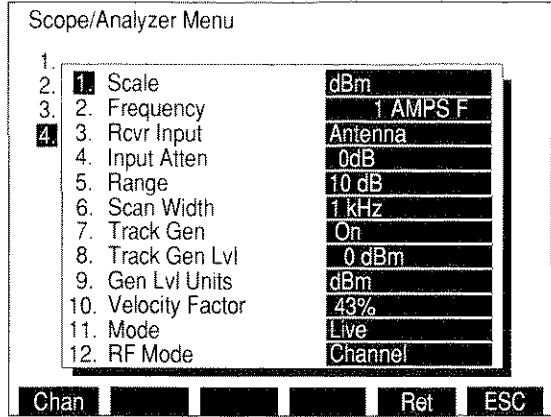 Scope/Analyzer Menu
1.
2.
3.
4.
1. Scale dBm
2. Frequency 1 AMPS F
3. Rcvr Input Antenna
4. Input Atten 0dB
5. Range 10 dB
6. Scan Width 1 kHz
7. Track Gen On
8. Track Gen Lvl 0 dBm
9. Gen Lvl Units dBm
10. Velocity Factor 43%
11. Mode Live
12. RF Mode Channel
Chan Ret ESC